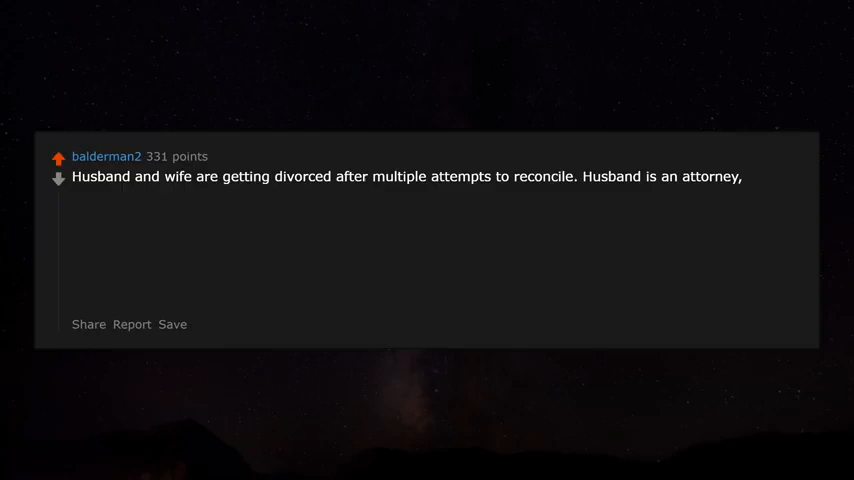 balderman2 331 points
Husband and wife are getting divorced after multiple attempts to reconcile. Husband is an attorney,
Share Report Save